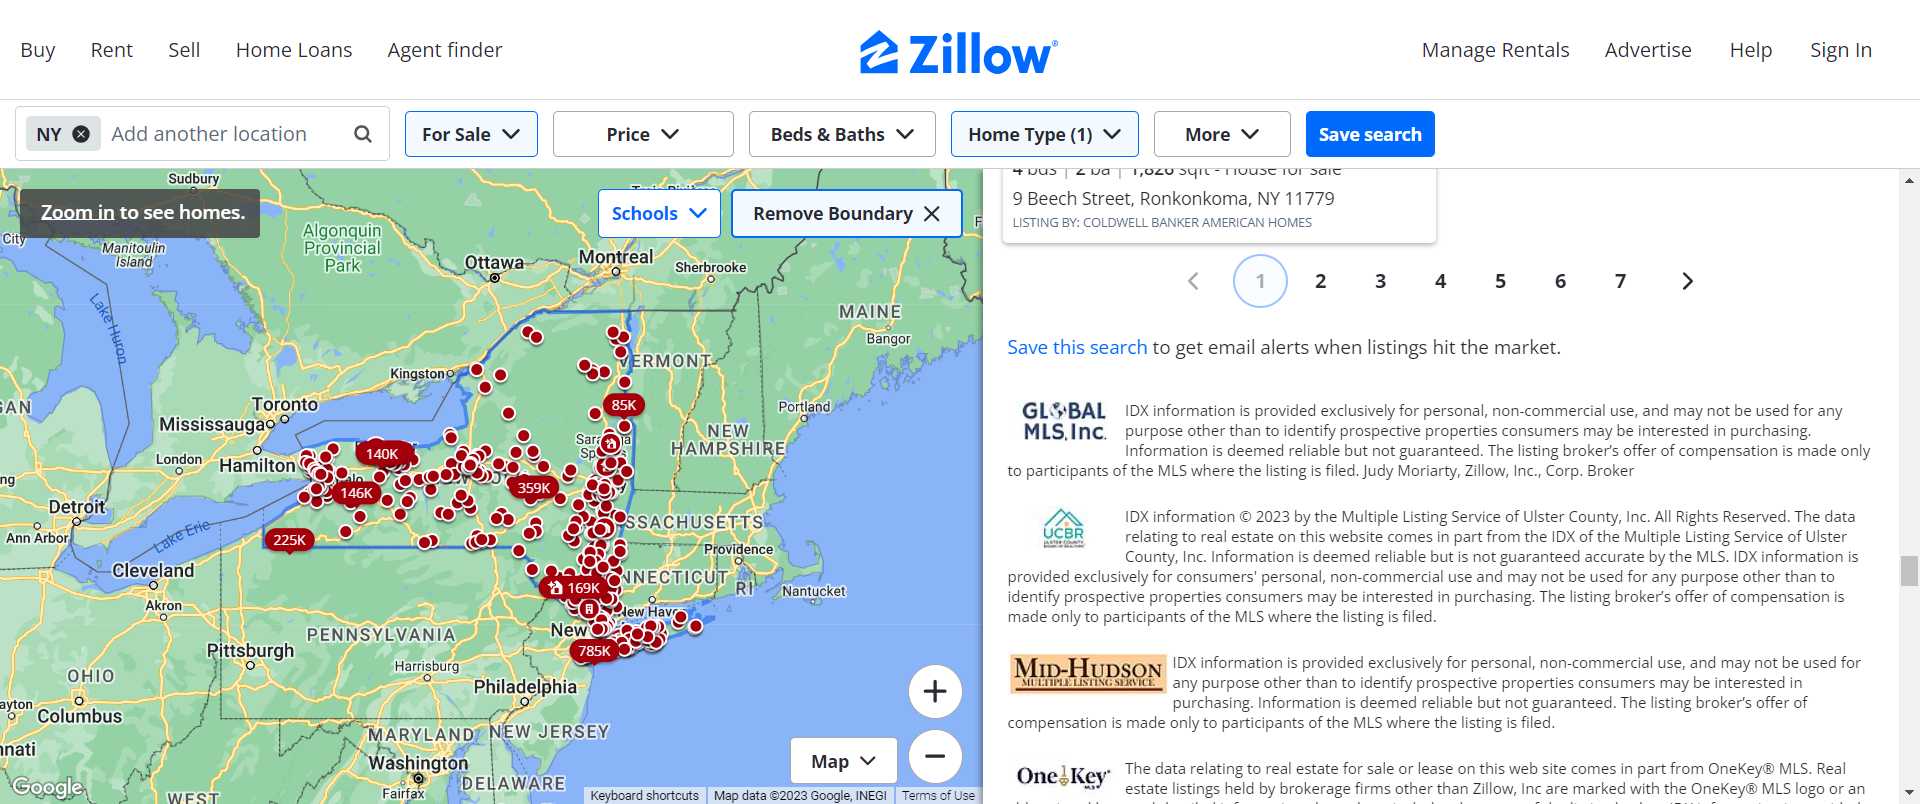 Buy Rent Sell Home Loans Agent finder
Zillow
Manage Rentals Advertise Help Sign In
NY Add another location
For Sale
Price
Beds & Baths
Home Type (1)
More
Save search
Zoom in to see homes.
Schools
Remove Boundary
Sudbury
City
Manitoulin
Island
Algonquin
Provincial
Park
Ottawa
Montreal
Sherbrooke
MAINE
Bangor
Lake Huron
Kingston
VERMONT
Toronto
Mississauga
85K
Portland
NEW
HAMPSHIRE
London
Hamilton
140K
146K
359K
Detroit
Ann Arbor
Lake Erie
225K
Providence
Cleveland
RI
Nantucket
169K
Akron
New Haven
PENNSYLVANIA
New
785K
Pittsburgh
Harrisburg
OHIO
Philadelphia
Columbus
MARYLAND
NEW JERSEY
Washington
DELAWARE
Fairfax
WEST
Google
Map
Keyboard shortcuts
Map data ©2023 Google, INEGI
Terms of Use
4 bds | 2 ba | 1,826 sqft - House for sale
9 Beech Street, Ronkonkoma, NY 11779
LISTING BY: COLDWELL BANKER AMERICAN HOMES
1 2 3 4 5 6 7
Save this search to get email alerts when listings hit the market.
GLOBAL
MLS, Inc.
IDX information is provided exclusively for personal, non-commercial use, and may not be used for any
purpose other than to identify prospective properties consumers may be interested in purchasing.
Information is deemed reliable but not guaranteed. The listing broker's offer of compensation is made only
to participants of the MLS where the listing is filed. Judy Moriarty, Zillow, Inc., Corp. Broker
UCBR
IDX information © 2023 by the Multiple Listing Service of Ulster County, Inc. All Rights Reserved. The data
relating to real estate on this website comes in part from the IDX of the Multiple Listing Service of Ulster
County, Inc. Information is deemed reliable but is not guaranteed accurate by the MLS. IDX information is
provided exclusively for consumers' personal, non-commercial use and may not be used for any purpose other than to
identify prospective properties consumers may be interested in purchasing. The listing broker's offer of compensation is
made only to participants of the MLS where the listing is filed.
MID-HUDSON
MULTIPLE LISTING SERVICE
IDX information is provided exclusively for personal, non-commercial use, and may not be used for
any purpose other than to identify prospective properties consumers may be interested in
purchasing. Information is deemed reliable but not guaranteed. The listing broker's offer of
compensation is made only to participants of the MLS where the listing is filed.
OneKey
MLS
The data relating to real estate for sale or lease on this web site comes in part from OneKey® MLS. Real
estate listings held by brokerage firms other than Zillow, Inc are marked with the OneKey® MLS logo or an